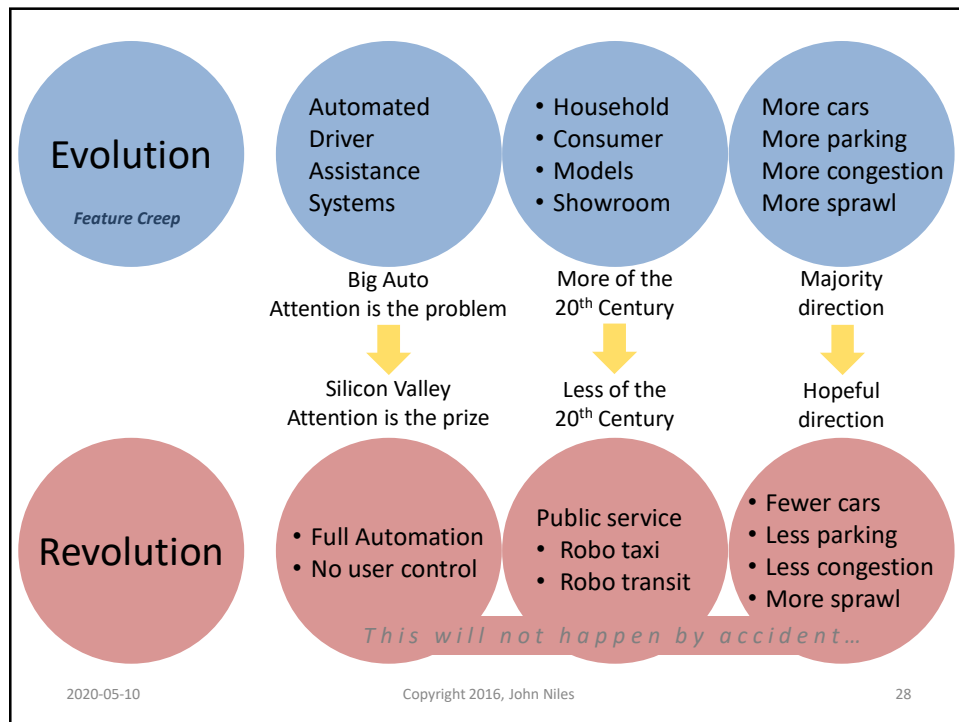 Evolution
Feature Creep
Automated
Driver
Assistance
Systems
• Household
• Consumer
• Models
• Showroom
More cars
More parking
More congestion
More sprawl
Big Auto
Attention is the problem
More of the
20th Century
Majority
direction
Silicon Valley
Attention is the prize
Less of the
20th Century
Hopeful
direction
Revolution
• Full Automation
• No user control
Public service
• Robo taxi
• Robo transit
• Fewer cars
• Less parking
• Less congestion
• More sprawl
This will not happen by accident…
2020-05-10
Copyright 2016, John Niles
28